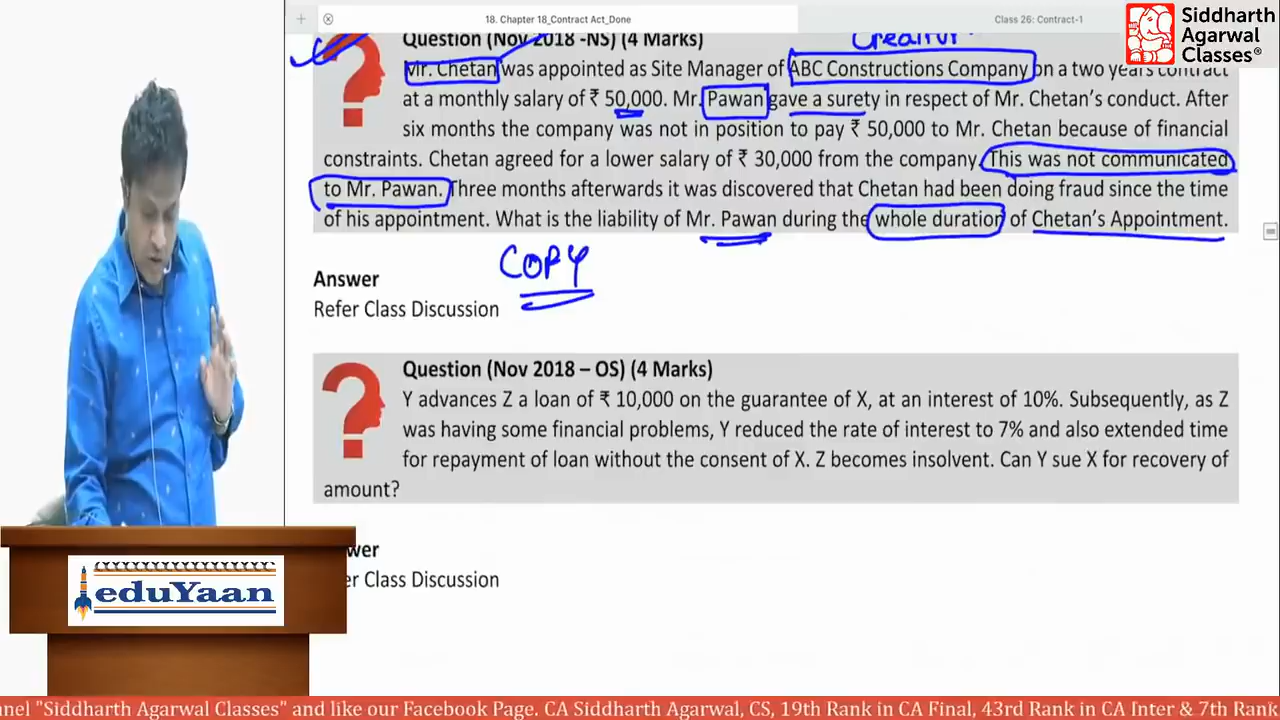 18. Chapter 18_Contract Act_Done
Class 26: Contract-1
Siddharth
Agarwal
Classes®
Creditor
Question (Nov 2018 -NS) (4 Marks)
Mr. Chetan was appointed as Site Manager of ABC Constructions Company on a two years contract
at a monthly salary of ₹ 50,000. Mr. Pawan gave a surety in respect of Mr. Chetan's conduct. After
six months the company was not in position to pay ₹ 50,000 to Mr. Chetan because of financial
constraints. Chetan agreed for a lower salary of ₹ 30,000 from the company. This was not communicated
to Mr. Pawan. Three months afterwards it was discovered that Chetan had been doing fraud since the time
of his appointment. What is the liability of Mr. Pawan during the whole duration of Chetan's Appointment.
COPY
Answer
Refer Class Discussion
Question (Nov 2018 – OS) (4 Marks)
Y advances Z a loan of ₹ 10,000 on the guarantee of X, at an interest of 10%. Subsequently, as Z
was having some financial problems, Y reduced the rate of interest to 7% and also extended time
for repayment of loan without the consent of X. Z becomes insolvent. Can Y sue X for recovery of
amount?
wer
er Class Discussion
eduYaan
nel "Siddharth Agarwal Classes" and like our Facebook Page. CA Siddharth Agarwal, CS, 19th Rank in CA Final, 43rd Rank in CA Inter & 7th Rank